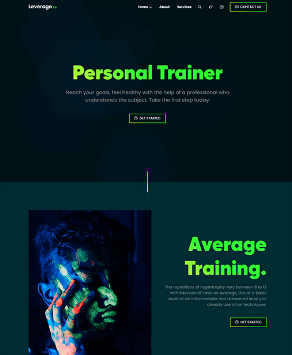 Leverage
Home About Services CONTACT US
Personal Trainer
Reach your goals, feel healthy with the help of a professional who
understands the subject. Take the first step today.
GET STARTED
Average
Training.
The repetitions of hypertrophy vary between 8 to 12
with intervals of 1 min on average, this at a basic
level, at an intermediate and advanced level you
already use other techniques.
GET STARTED